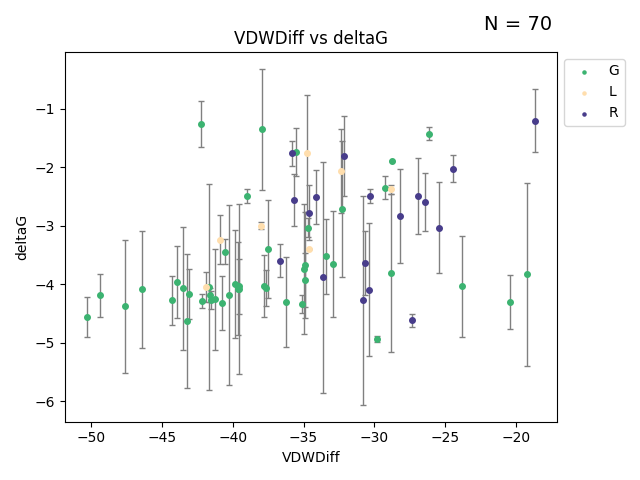 N = 70
VDWDiff vs deltaG
G
L
R
deltaG
−1
−2
−3
−4
−5
−6
−50
−45
−40
−35
−30
−25
−20
VDWDiff